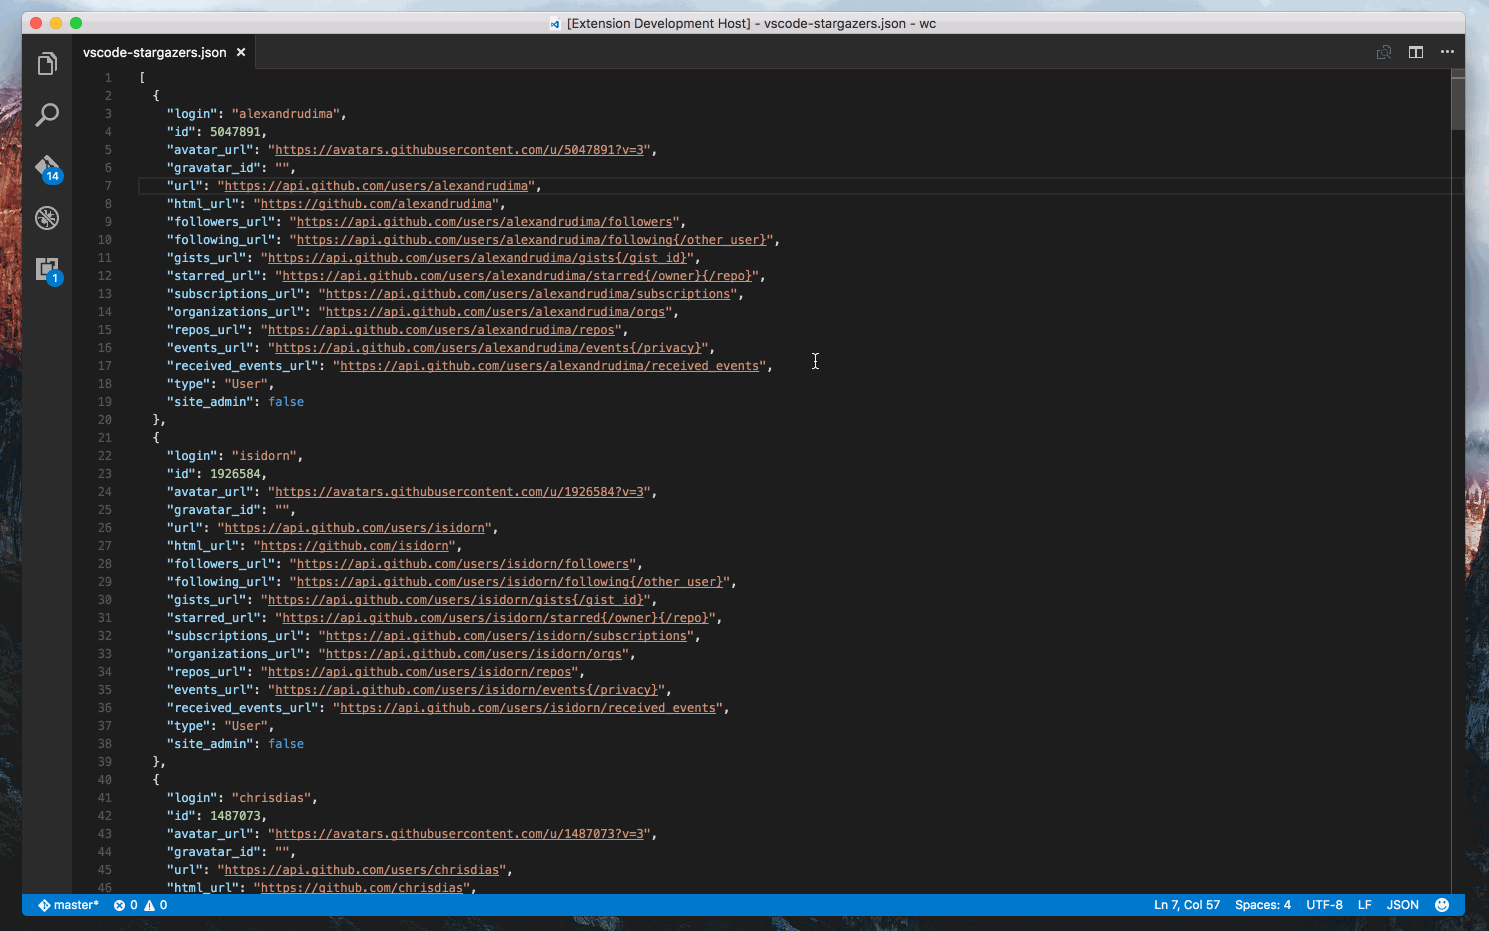 [Extension Development Host] - vscode-stargazers.json - wc
vscode-stargazers.json ×
14
1
1 [
2 {
3 "login": "alexandrudima",
4 "id": 5047891,
5 "avatar_url": "https://avatars.githubusercontent.com/u/5047891?v=3",
6 "gravatar_id": "",
7 "url": "https://api.github.com/users/alexandrudima",
8 "html_url": "https://github.com/alexandrudima",
9 "followers_url": "https://api.github.com/users/alexandrudima/followers",
10 "following_url": "https://api.github.com/users/alexandrudima/following{/other_user}",
11 "gists_url": "https://api.github.com/users/alexandrudima/gists{/gist_id}",
12 "starred_url": "https://api.github.com/users/alexandrudima/starred{/owner}{/repo}",
13 "subscriptions_url": "https://api.github.com/users/alexandrudima/subscriptions",
14 "organizations_url": "https://api.github.com/users/alexandrudima/orgs",
15 "repos_url": "https://api.github.com/users/alexandrudima/repos",
16 "events_url": "https://api.github.com/users/alexandrudima/events{/privacy}",
17 "received_events_url": "https://api.github.com/users/alexandrudima/received_events",
18 "type": "User",
19 "site_admin": false
20 },
21 {
22 "login": "isidorn",
23 "id": 1926584,
24 "avatar_url": "https://avatars.githubusercontent.com/u/1926584?v=3",
25 "gravatar_id": "",
26 "url": "https://api.github.com/users/isidorn",
27 "html_url": "https://github.com/isidorn",
28 "followers_url": "https://api.github.com/users/isidorn/followers",
29 "following_url": "https://api.github.com/users/isidorn/following{/other_user}",
30 "gists_url": "https://api.github.com/users/isidorn/gists{/gist_id}",
31 "starred_url": "https://api.github.com/users/isidorn/starred{/owner}{/repo}",
32 "subscriptions_url": "https://api.github.com/users/isidorn/subscriptions",
33 "organizations_url": "https://api.github.com/users/isidorn/orgs",
34 "repos_url": "https://api.github.com/users/isidorn/repos",
35 "events_url": "https://api.github.com/users/isidorn/events{/privacy}",
36 "received_events_url": "https://api.github.com/users/isidorn/received_events",
37 "type": "User",
38 "site_admin": false
39 },
40 {
41 "login": "chrisdias",
42 "id": 1487073,
43 "avatar_url": "https://avatars.githubusercontent.com/u/1487073?v=3",
44 "gravatar_id": "",
45 "url": "https://api.github.com/users/chrisdias",
46 "html_url": "https://github.com/chrisdias",
master* 0 0 Ln 7, Col 57 Spaces: 4 UTF-8 LF JSON